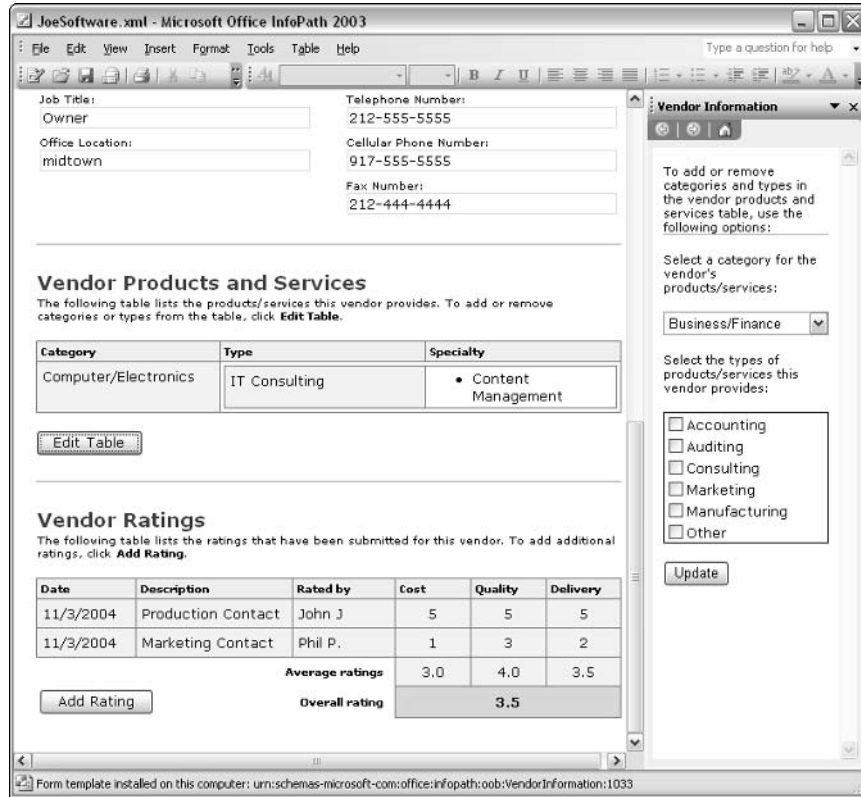 JoeSoftware.xml - Microsoft Office InfoPath 2003
File Edit View Insert Format Tools Table Help
Type a question for help
B I U
Job Title:
Owner
Telephone Number:
212-555-5555
Office Location:
midtown
Cellular Phone Number:
917-555-5555
Fax Number:
212-444-4444
Vendor Products and Services
The following table lists the products/services this vendor provides. To add or remove
categories or types from the table, click Edit Table.
Category Type Specialty
Computer/Electronics IT Consulting • Content
Management
Edit Table
Vendor Ratings
The following table lists the ratings that have been submitted for this vendor. To add additional
ratings, click Add Rating.
Date Description Rated by Cost Quality Delivery
11/3/2004 Production Contact John J 5 5 5
11/3/2004 Marketing Contact Phil P. 1 3 2
Average ratings 3.0 4.0 3.5
Add Rating Overall rating 3.5
Vendor Information
To add or remove
categories and types in
the vendor products and
services table, use the
following options:
Select a category for the
vendor's
products/services:
Business/Finance
Select the types of
products/services this
vendor provides:
Accounting
Auditing
Consulting
Marketing
Manufacturing
Other
Update
Form template installed on this computer: urn:schemas-microsoft-com:office:infopath:oob:VendorInformation:1033